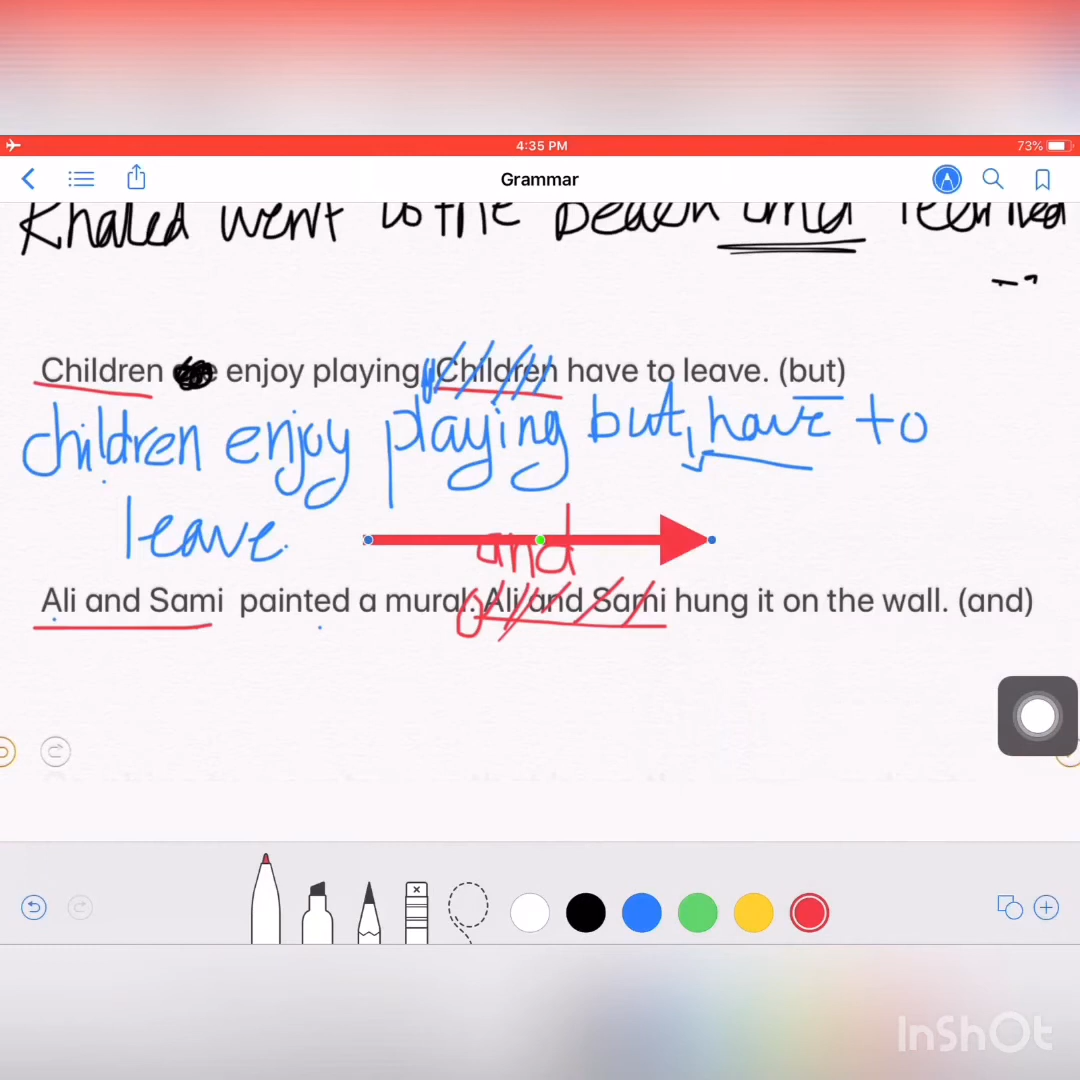 4:35 PM
73%
Grammar
Khaled went to the beach and learned
Children enjoy playing. Children have to leave. (but)
children enjoy playing but, have to
leave.
and
Ali and Sami painted a mural. Ali and Sami hung it on the wall. (and)
InShOt